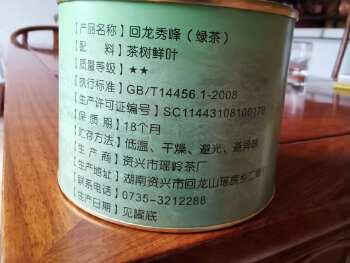 【产品名称】回龙秀峰（绿茶）
【配 料】茶树鲜叶
【质量等级】★★
【执行标准】GB/T14456.1-2008
【生产许可证编号】SC11443108100170
【保 质 期】18个月
【贮存方法】低温、干燥、避光、避异味
【生 产 商】资兴市瑶岭茶厂
【生产地址】湖南资兴市回龙山瑶族乡二
【联系电话】0735-3212288
【生产日期】见罐底